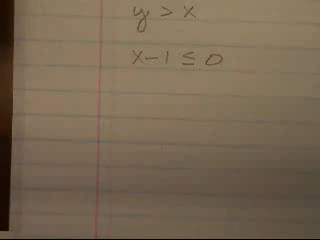 y > x
x - 1 ≤ 0